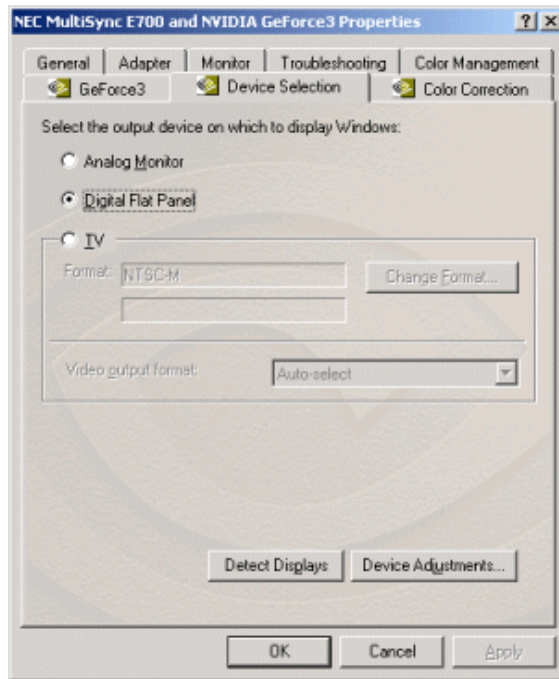 NEC MultiSync E700 and NVIDIA GeForce3 Properties
General Adapter Monitor Troubleshooting Color Management
GeForce3 Device Selection Color Correction
Select the output device on which to display Windows:
Analog Monitor
Digital Flat Panel
TV
Format: NTSC-M Change Format...
Video output format: Auto-select
Detect Displays Device Adjustments...
OK Cancel Apply